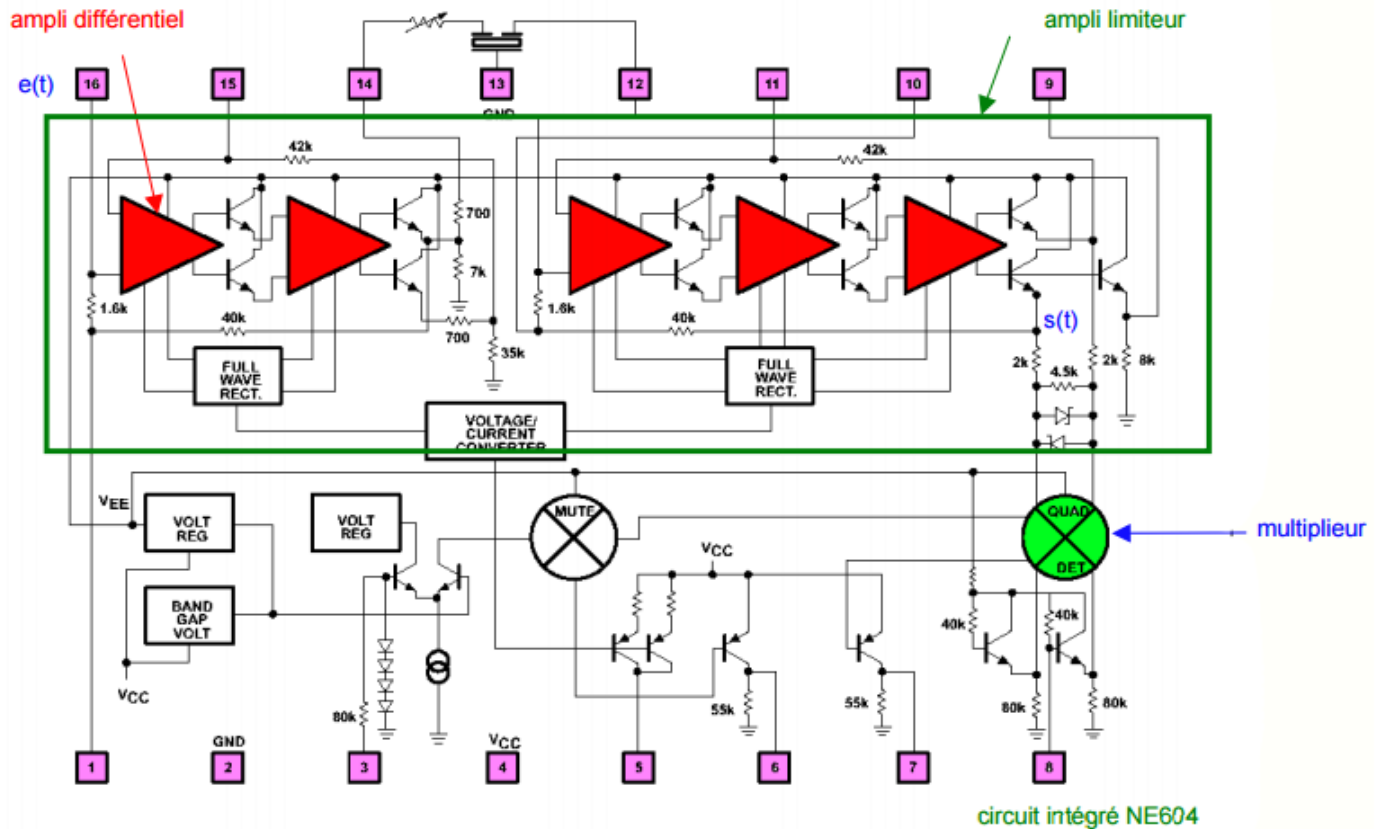 ampli différentiel
ampli limiteur
e(t)
16
15
14
13
12
11
10
9
GND
42k
42k
700
7k
1.6k
40k
700
35k
1.6k
40k
s(t)
2k
2k
8k
4.5k
FULL
WAVE
RECT.
FULL
WAVE
RECT.
VOLTAGE/
CURRENT
CONVERTER
VEE
VOLT
REG
VOLT
REG
MUTE
QUAD
DET
multiplieur
VCC
BAND
GAP
VOLT
VCC
40k
40k
80k
55k
55k
80k
80k
GND
VCC
1
2
3
4
5
6
7
8
circuit intégré NE604